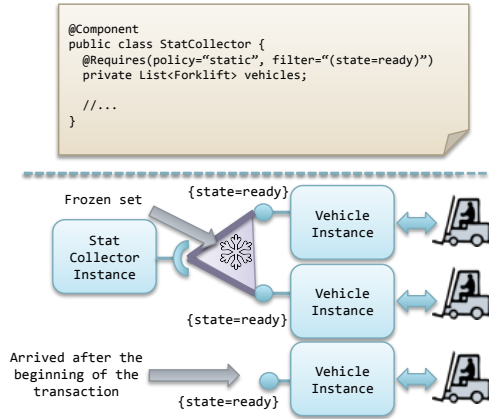 @Component
public class StatCollector {
@Requires(policy=“static”, filter=“(state=ready)”)
private List<Forklift> vehicles;
//...
}
Frozen set
{state=ready}
Stat
Collector
Instance
Vehicle
Instance
{state=ready}
Vehicle
Instance
Arrived after the
beginning of the
transaction
{state=ready}
Vehicle
Instance